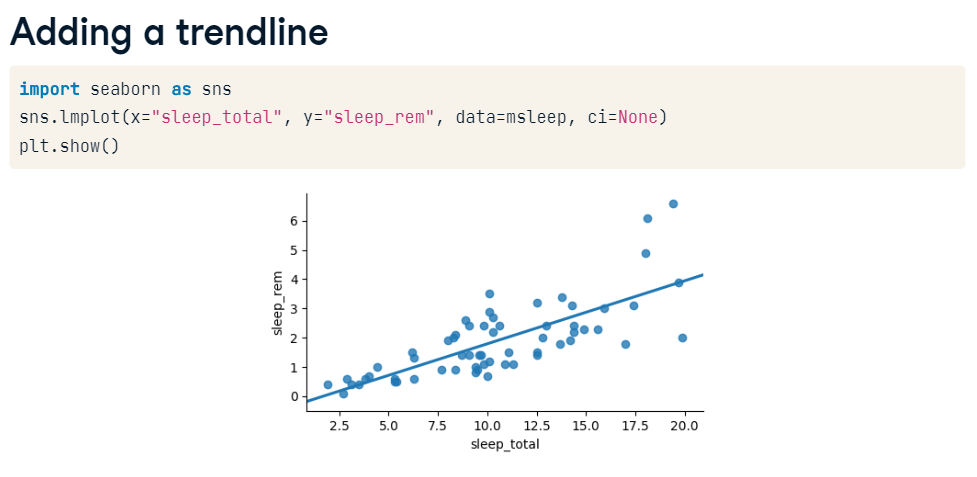 Adding a trendline
import seaborn as sns
sns.lmplot(x="sleep_total", y="sleep_rem", data=msleep, ci=None)
plt.show()
6
5
4
3
2
1
0
sleep_rem
2.5 5.0 7.5 10.0 12.5 15.0 17.5 20.0
sleep_total